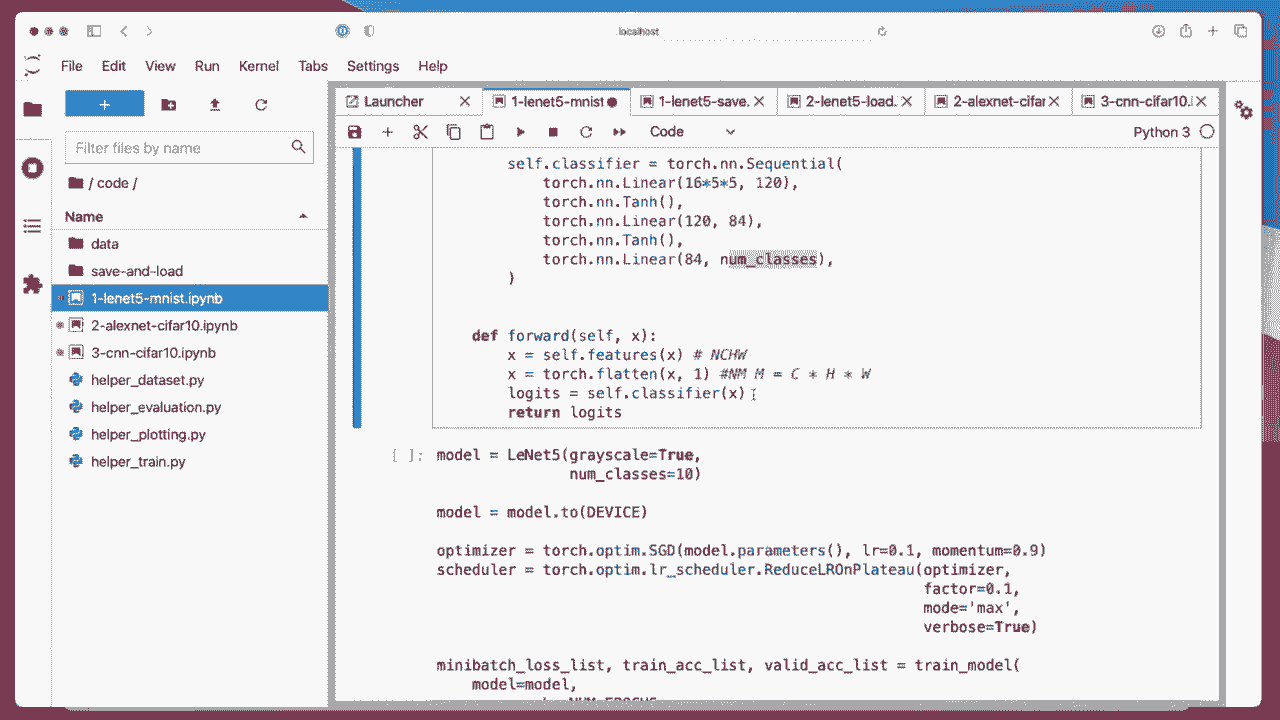 localhost
File Edit View Run Kernel Tabs Settings Help
Launcher 1-lenet5-mnist 1-lenet5-save. 2-lenet5-load. 2-alexnet-cifar 3-cnn-cifar10.i
+ Code Python 3
Filter files by name
/ code /
Name
data
save-and-load
1-lenet5-mnist.ipynb
2-alexnet-cifar10.ipynb
3-cnn-cifar10.ipynb
helper_dataset.py
helper_evaluation.py
helper_plotting.py
helper_train.py
self.classifier = torch.nn.Sequential(
torch.nn.Linear(16*5*5, 120),
torch.nn.Tanh(),
torch.nn.Linear(120, 84),
torch.nn.Tanh(),
torch.nn.Linear(84, num_classes),
)
def forward(self, x):
x = self.features(x) # NCHW
x = torch.flatten(x, 1) #NM M = C * H * W
logits = self.classifier(x)
return logits
[ ]: model = LeNet5(grayscale=True,
num_classes=10)
model = model.to(DEVICE)
optimizer = torch.optim.SGD(model.parameters(), lr=0.1, momentum=0.9)
scheduler = torch.optim.lr_scheduler.ReduceLROnPlateau(optimizer,
factor=0.1,
mode='max',
verbose=True)
minibatch_loss_list, train_acc_list, valid_acc_list = train_model(
model=model,